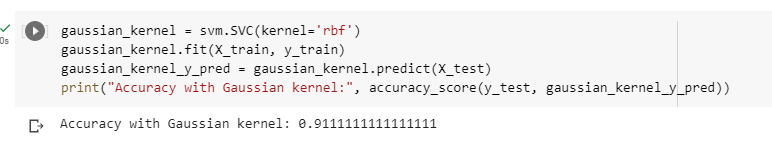 gaussian_kernel = svm.SVC(kernel='rbf')
gaussian_kernel.fit(X_train, y_train)
gaussian_kernel_y_pred = gaussian_kernel.predict(X_test)
print("Accuracy with Gaussian kernel:", accuracy_score(y_test, gaussian_kernel_y_pred))
0s
Accuracy with Gaussian kernel: 0.9111111111111111